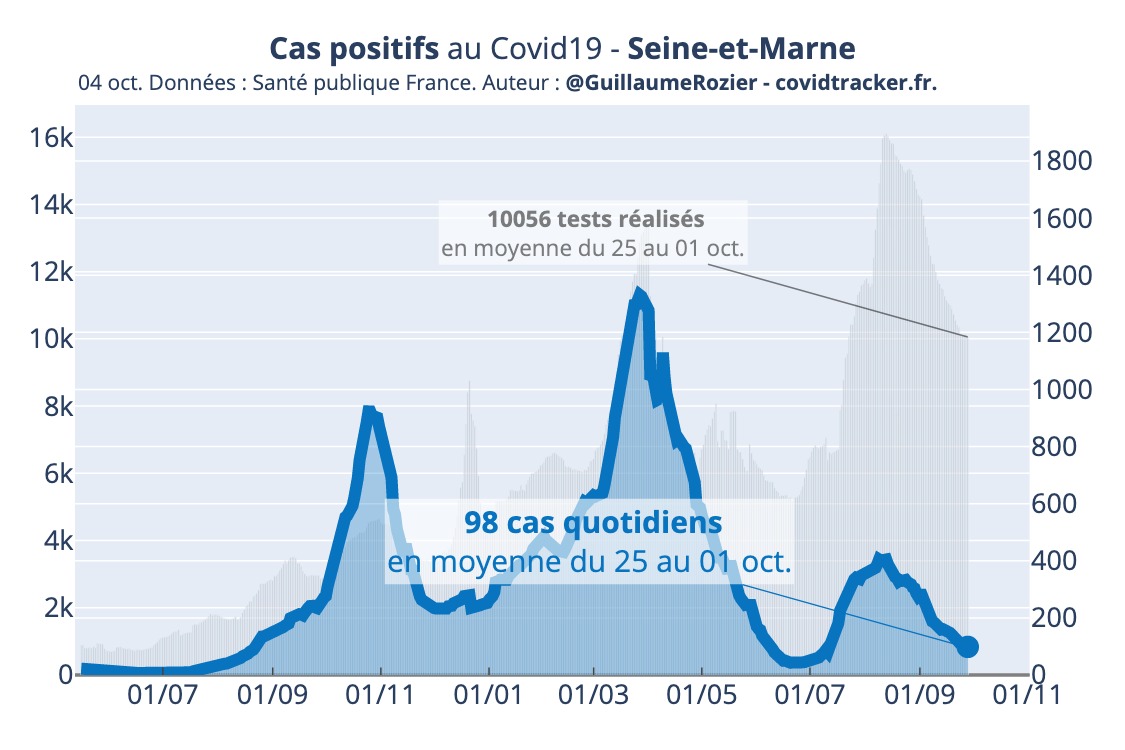 Cas positifs au Covid19 - Seine-et-Marne
04 oct. Données : Santé publique France. Auteur : @GuillaumeRozier - covidtracker.fr.
16k
14k
12k
10k
8k
6k
4k
2k
0
1800
1600
1400
1200
1000
800
600
400
200
0
10056 tests réalisés
en moyenne du 25 au 01 oct.
98 cas quotidiens
en moyenne du 25 au 01 oct.
01/07 01/09 01/11 01/01 01/03 01/05 01/07 01/09 01/11